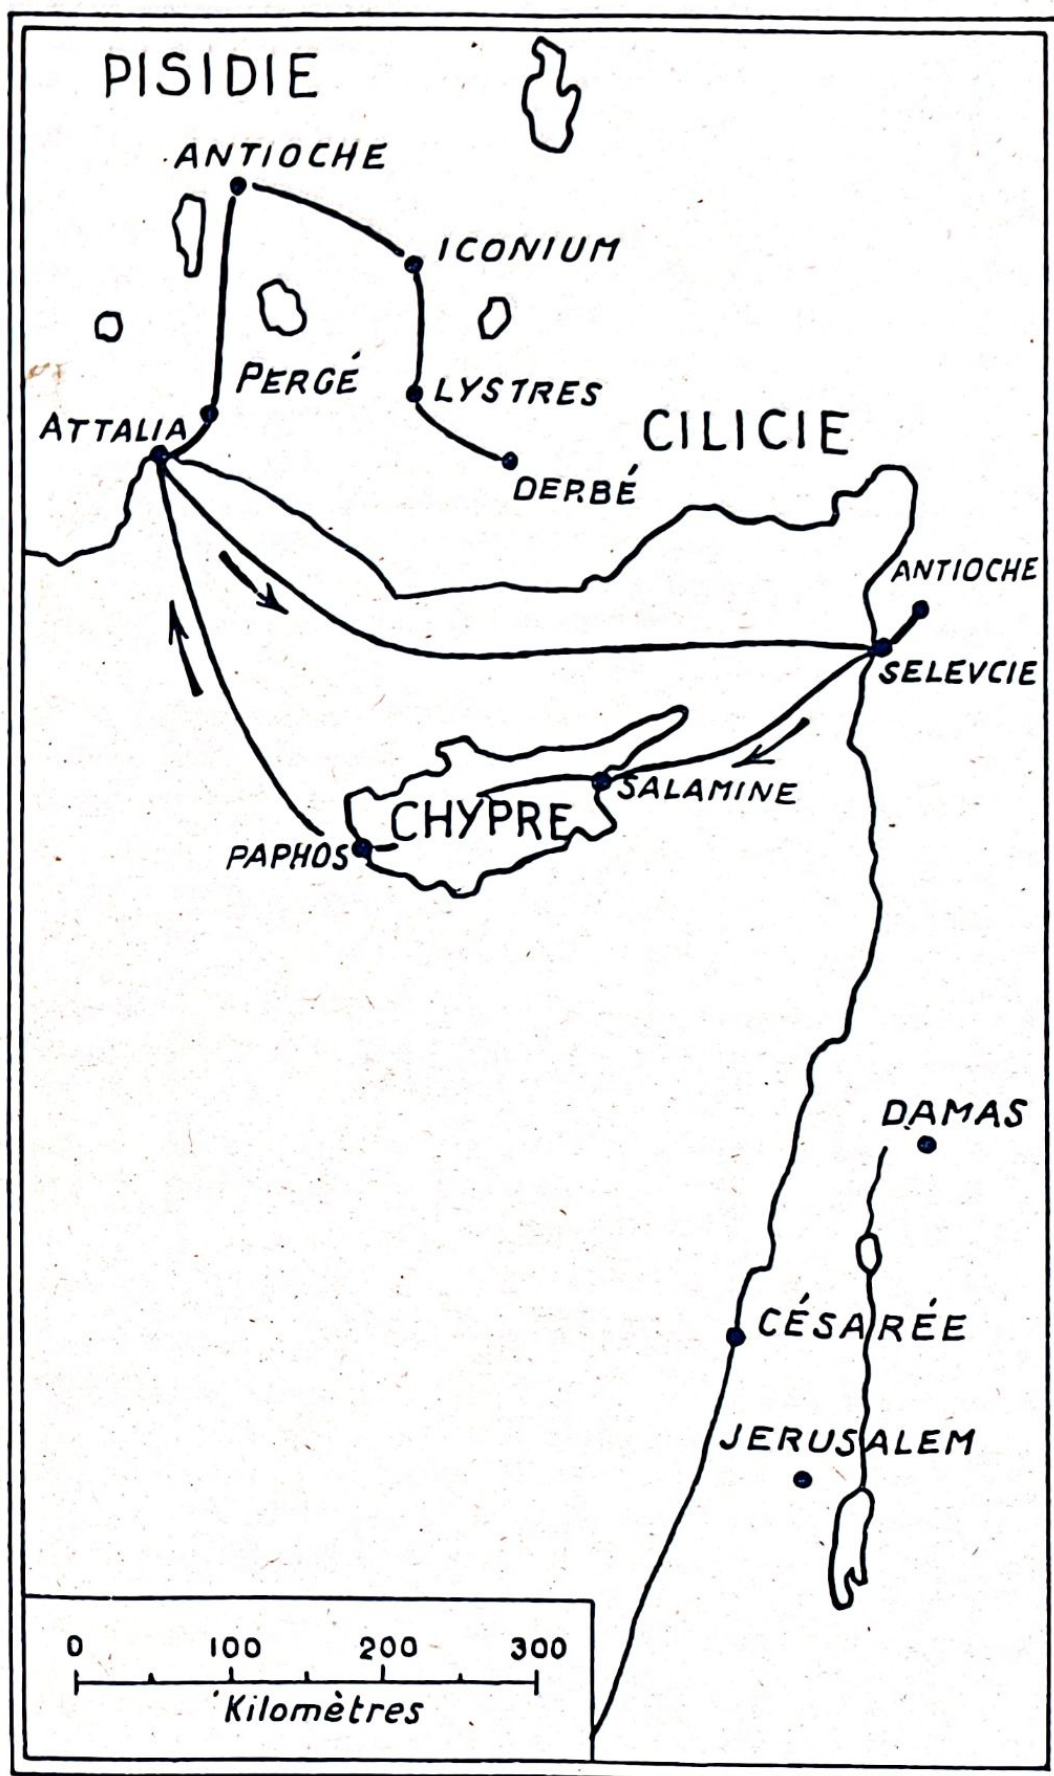 PISIDIE
ANTIOCHE
ICONIUM
PERGÉ
LYSTRES
ATTALIA
CILICIE
DERBÉ
ANTIOCHE
SELEVCIE
SALAMINE
CHYPRE
PAPHOS
DAMAS
CÉSARÉE
JERUSALEM
0 100 200 300
Kilomètres